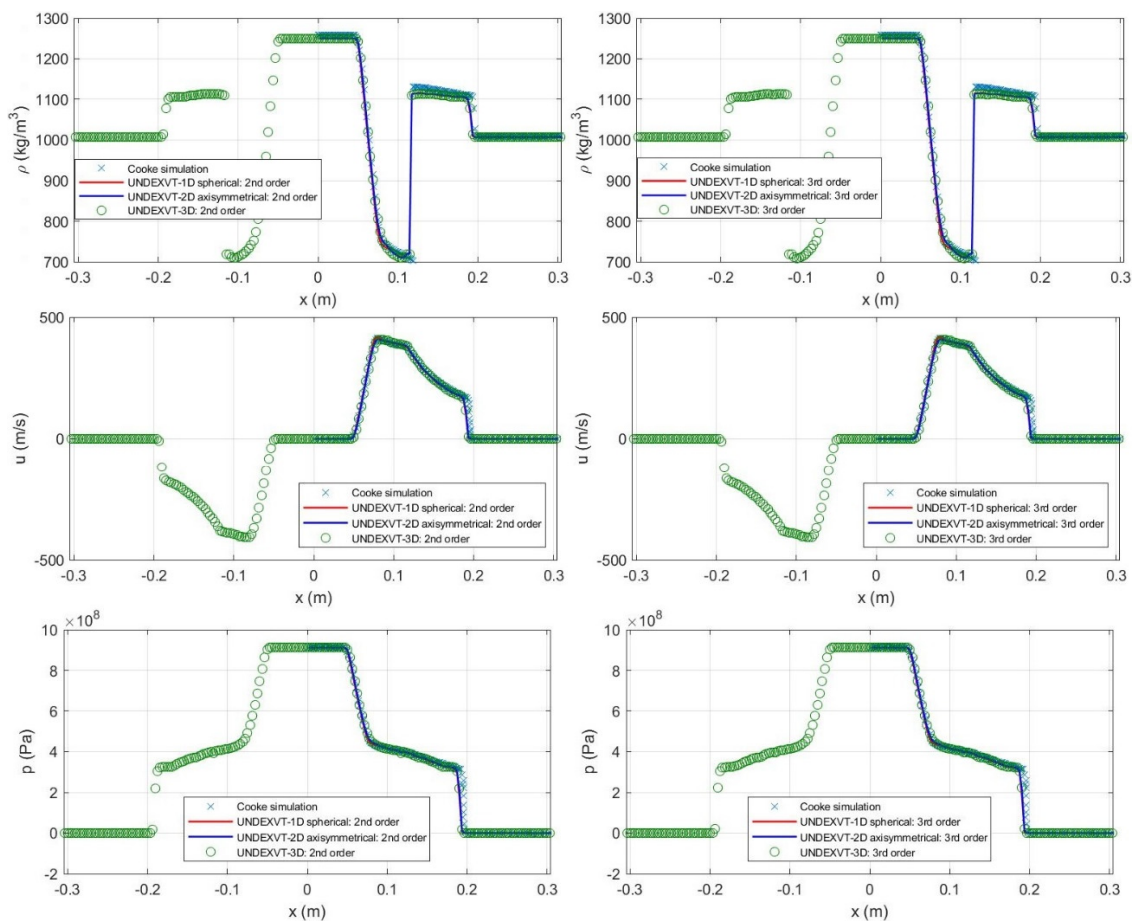 1300
1200
1100
1000
900
800
700
ρ (kg/m³)
Cooke simulation
UNDEXVT-1D spherical: 2nd order
UNDEXVT-2D axisymmetrical: 2nd order
UNDEXVT-3D: 2nd order
-0.3 -0.2 -0.1 0 0.1 0.2 0.3
x (m)
1300
1200
1100
1000
900
800
700
ρ (kg/m³)
Cooke simulation
UNDEXVT-1D spherical: 3rd order
UNDEXVT-2D axisymmetrical: 3rd order
UNDEXVT-3D: 3rd order
-0.3 -0.2 -0.1 0 0.1 0.2 0.3
x (m)
500
0
-500
u (m/s)
Cooke simulation
UNDEXVT-1D spherical: 2nd order
UNDEXVT-2D axisymmetrical: 2nd order
UNDEXVT-3D: 2nd order
-0.3 -0.2 -0.1 0 0.1 0.2 0.3
x (m)
500
0
-500
u (m/s)
Cooke simulation
UNDEXVT-1D spherical: 3rd order
UNDEXVT-2D axisymmetrical: 3rd order
UNDEXVT-3D: 3rd order
-0.3 -0.2 -0.1 0 0.1 0.2 0.3
x (m)
× 10⁸
10
8
6
4
2
0
-2
p (Pa)
Cooke simulation
UNDEXVT-1D spherical: 2nd order
UNDEXVT-2D axisymmetrical: 2nd order
UNDEXVT-3D: 2nd order
-0.3 -0.2 -0.1 0 0.1 0.2 0.3
x (m)
× 10⁸
10
8
6
4
2
0
-2
p (Pa)
Cooke simulation
UNDEXVT-1D spherical: 3rd order
UNDEXVT-2D axisymmetrical: 3rd order
UNDEXVT-3D: 3rd order
-0.3 -0.2 -0.1 0 0.1 0.2 0.3
x (m)